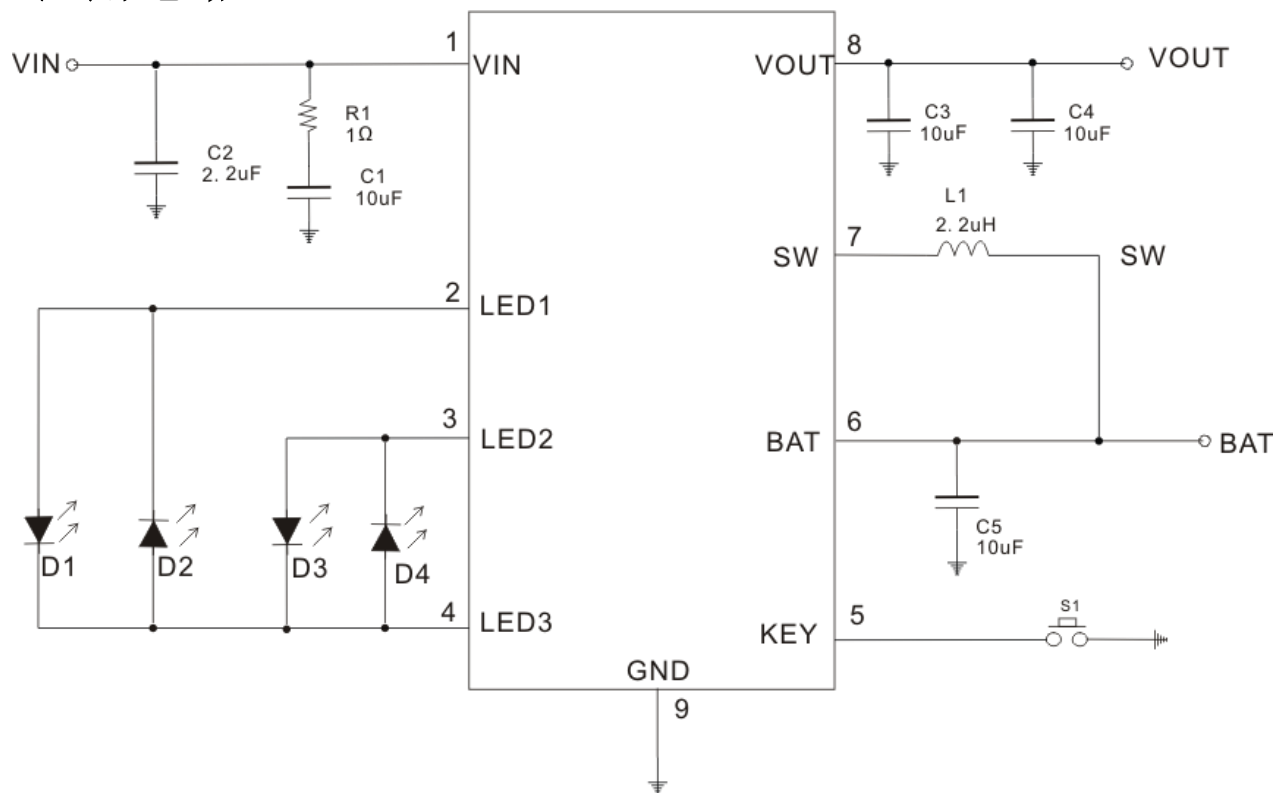 VIN
1
VIN
R1
1Ω
C2
2.2uF
C1
10uF
2
LED1
3
LED2
D1
D2
D3
D4
4
LED3
GND
9
8
VOUT
VOUT
C3
10uF
C4
10uF
L1
2.2uH
7
SW
SW
6
BAT
BAT
C5
10uF
5
KEY
S1